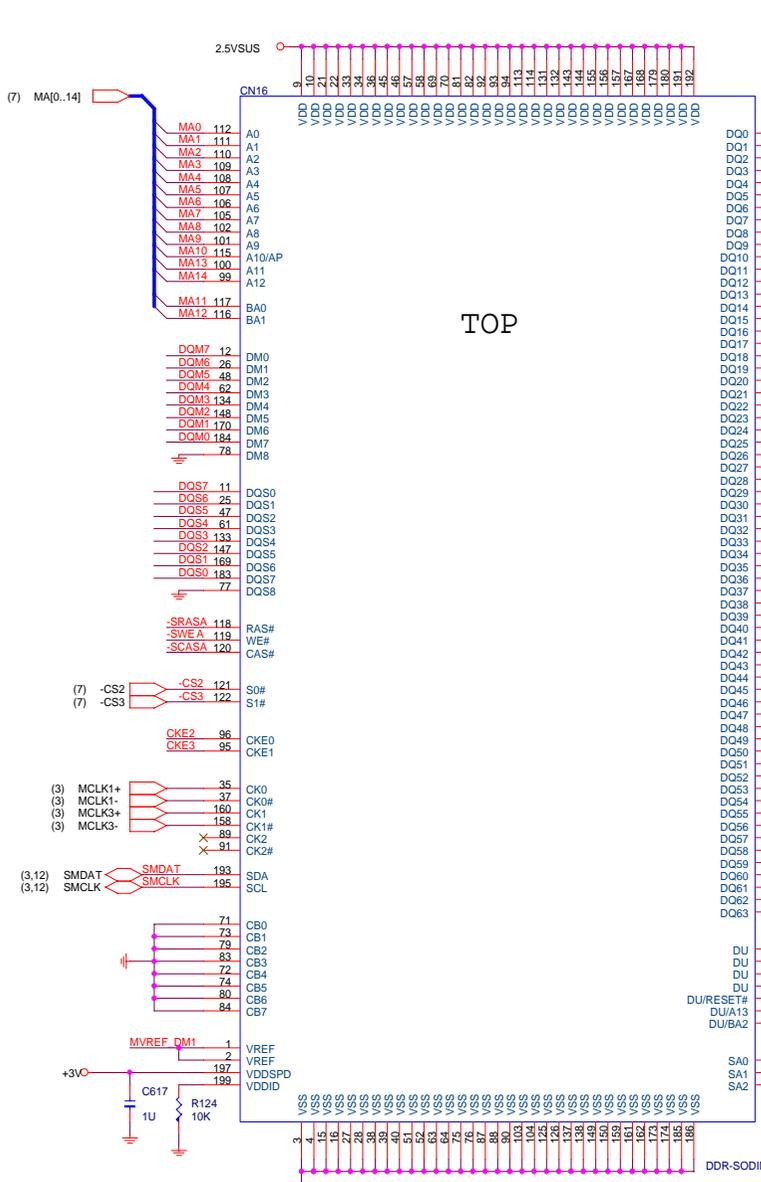 2.5VSUS
9 10 21 22 33 34 36 45 46 57 58 69 70 81 82 92 93 94 113 114 131 132 143 144 155 156 157 167 168 179 180 191 192
CN16
VDD VDD VDD VDD VDD VDD VDD VDD VDD VDD VDD VDD VDD VDD VDD VDD VDD VDD VDD VDD VDD VDD VDD VDD VDD VDD VDD VDD VDD VDD VDD VDD VDD
(7) MA[0..14]
MA0 112 A0
MA1 111 A1
MA2 110 A2
MA3 109 A3
MA4 108 A4
MA5 107 A5
MA6 106 A6
MA7 105 A7
MA8 102 A8
MA9 101 A9
MA10 115 A10/AP
MA13 100 A11
MA14 99 A12
MA11 117 BA0
MA12 116 BA1
TOP
DQM7 12 DM0
DQM6 26 DM1
DQM5 48 DM2
DQM4 62 DM3
DQM3 134 DM4
DQM2 148 DM5
DQM1 170 DM6
DQM0 184 DM7
78 DM8
DQS7 11 DQS0
DQS6 25 DQS1
DQS5 47 DQS2
DQS4 61 DQS3
DQS3 133 DQS4
DQS2 147 DQS5
DQS1 169 DQS6
DQS0 183 DQS7
77 DQS8
-SRASA 118 RAS#
-SWEA 119 WE#
-SCASA 120 CAS#
(7) -CS2 -CS2 121 S0#
(7) -CS3 -CS3 122 S1#
CKE2 96 CKE0
CKE3 95 CKE1
(3) MCLK1+ 35 CK0
(3) MCLK1- 37 CK0#
(3) MCLK3+ 160 CK1
(3) MCLK3- 158 CK1#
89 CK2
91 CK2#
(3,12) SMDAT SMDAT 193 SDA
(3,12) SMCLK SMCLK 195 SCL
71 CB0
73 CB1
79 CB2
83 CB3
72 CB4
74 CB5
80 CB6
84 CB7
MVREF_DM1 1 VREF
2 VREF
+3V 197 VDDSPD
199 VDDID
C617
1U
R124
10K
DQ0
DQ1
DQ2
DQ3
DQ4
DQ5
DQ6
DQ7
DQ8
DQ9
DQ10
DQ11
DQ12
DQ13
DQ14
DQ15
DQ16
DQ17
DQ18
DQ19
DQ20
DQ21
DQ22
DQ23
DQ24
DQ25
DQ26
DQ27
DQ28
DQ29
DQ30
DQ31
DQ32
DQ33
DQ34
DQ35
DQ36
DQ37
DQ38
DQ39
DQ40
DQ41
DQ42
DQ43
DQ44
DQ45
DQ46
DQ47
DQ48
DQ49
DQ50
DQ51
DQ52
DQ53
DQ54
DQ55
DQ56
DQ57
DQ58
DQ59
DQ60
DQ61
DQ62
DQ63
DU
DU
DU
DU
DU/RESET#
DU/A13
DU/BA2
SA0
SA1
SA2
VSS VSS VSS VSS VSS VSS VSS VSS VSS VSS VSS VSS VSS VSS VSS VSS VSS VSS VSS VSS VSS VSS VSS VSS VSS VSS VSS VSS VSS VSS VSS VSS VSS
3 4 15 16 27 28 38 39 40 51 52 63 64 75 76 87 88 90 103 104 125 126 137 138 149 150 159 161 162 173 174 185 186